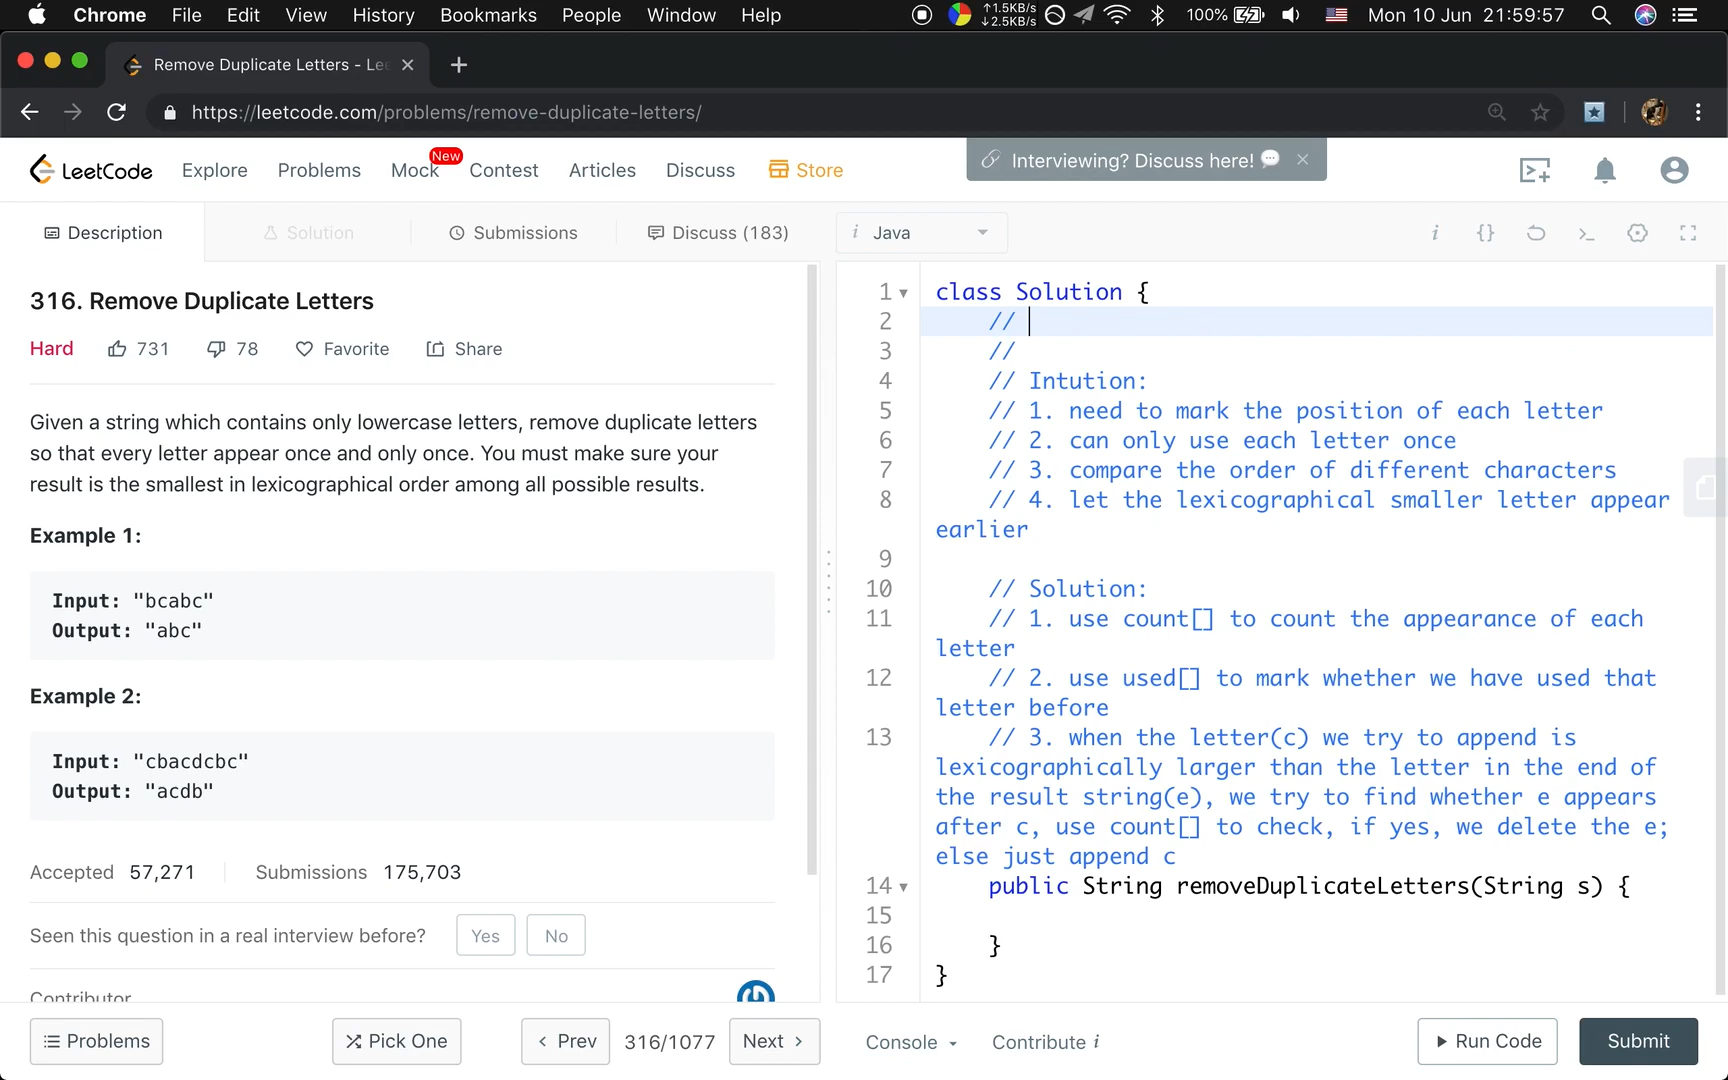 Chrome File Edit View History Bookmarks People Window Help
↑1.5KB/s
↓2.5KB/s
100%
Mon 10 Jun 21:59:57
Remove Duplicate Letters - Lee
https://leetcode.com/problems/remove-duplicate-letters/
LeetCode Explore Problems Mock New Contest Articles Discuss Store
Interviewing? Discuss here!
Description Solution Submissions Discuss (183)
i Java
316. Remove Duplicate Letters
Hard 731 78 Favorite Share
Given a string which contains only lowercase letters, remove duplicate letters
so that every letter appear once and only once. You must make sure your
result is the smallest in lexicographical order among all possible results.
Example 1:
Input: "bcabc"
Output: "abc"
Example 2:
Input: "cbacdcbc"
Output: "acdb"
Accepted 57,271 Submissions 175,703
Seen this question in a real interview before? Yes No
Contributor
1 class Solution {
2 //
3 //
4 // Intution:
5 // 1. need to mark the position of each letter
6 // 2. can only use each letter once
7 // 3. compare the order of different characters
8 // 4. let the lexicographical smaller letter appear
earlier
9
10 // Solution:
11 // 1. use count[] to count the appearance of each
letter
12 // 2. use used[] to mark whether we have used that
letter before
13 // 3. when the letter(c) we try to append is
lexicographically larger than the letter in the end of
the result string(e), we try to find whether e appears
after c, use count[] to check, if yes, we delete the e;
else just append c
14 public String removeDuplicateLetters(String s) {
15
16 }
17 }
Problems Pick One Prev 316/1077 Next
Console Contribute i Run Code Submit